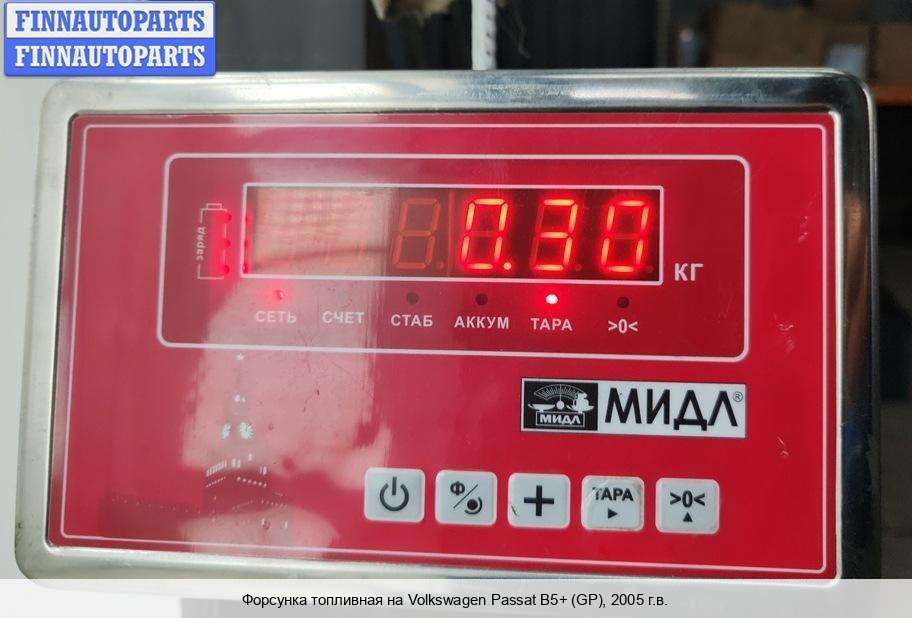 FINNAUTOPARTS
FINNAUTOPARTS
заряд
0.30
КГ
СЕТЬ СЧЕТ СТАБ АККУМ ТАРА >0<
МИДЛ МИДЛ®
Ф ТАРА >0<
Форсунка топливная на Volkswagen Passat B5+ (GP), 2005 г.в.